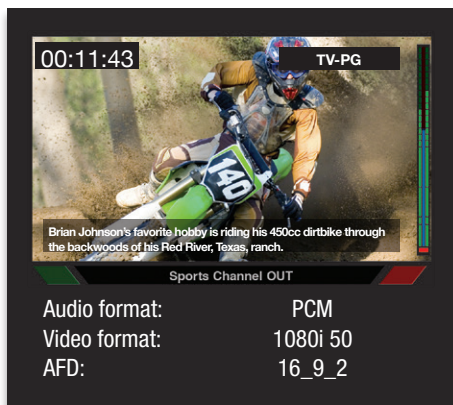 00:11:43
TV-PG
140
Brian Johnson's favorite hobby is riding his 450cc dirtbike through
the backwoods of his Red River, Texas, ranch.
Sports Channel OUT
Audio format: PCM
Video format: 1080i 50
AFD: 16_9_2